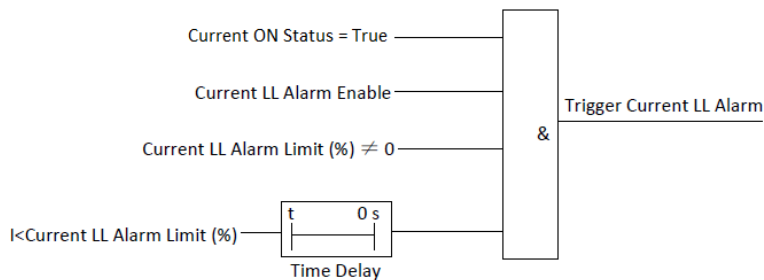 Current ON Status = True
Current LL Alarm Enable
Trigger Current LL Alarm
&
Current LL Alarm Limit (%) ≠ 0
t 0 s
I<Current LL Alarm Limit (%)
Time Delay